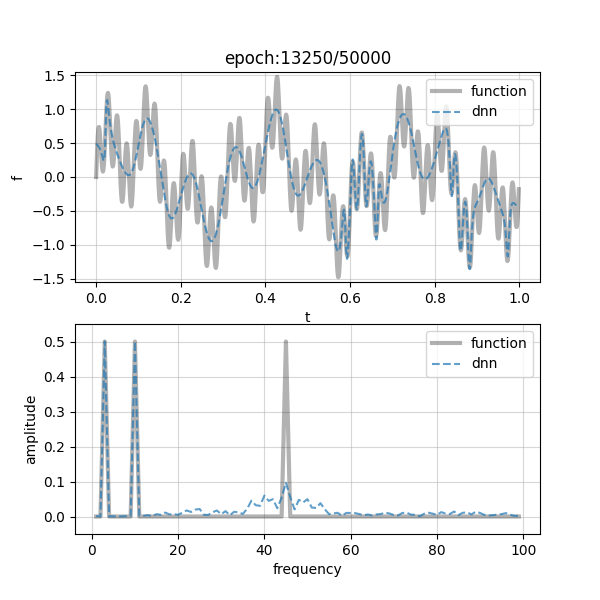 epoch:13250/50000
1.5
1.0
0.5
0.0
−0.5
−1.0
−1.5
f
function
dnn
0.0 0.2 0.4 0.6 0.8 1.0
t
0.5
0.4
0.3
0.2
0.1
0.0
amplitude
function
dnn
0 20 40 60 80 100
frequency